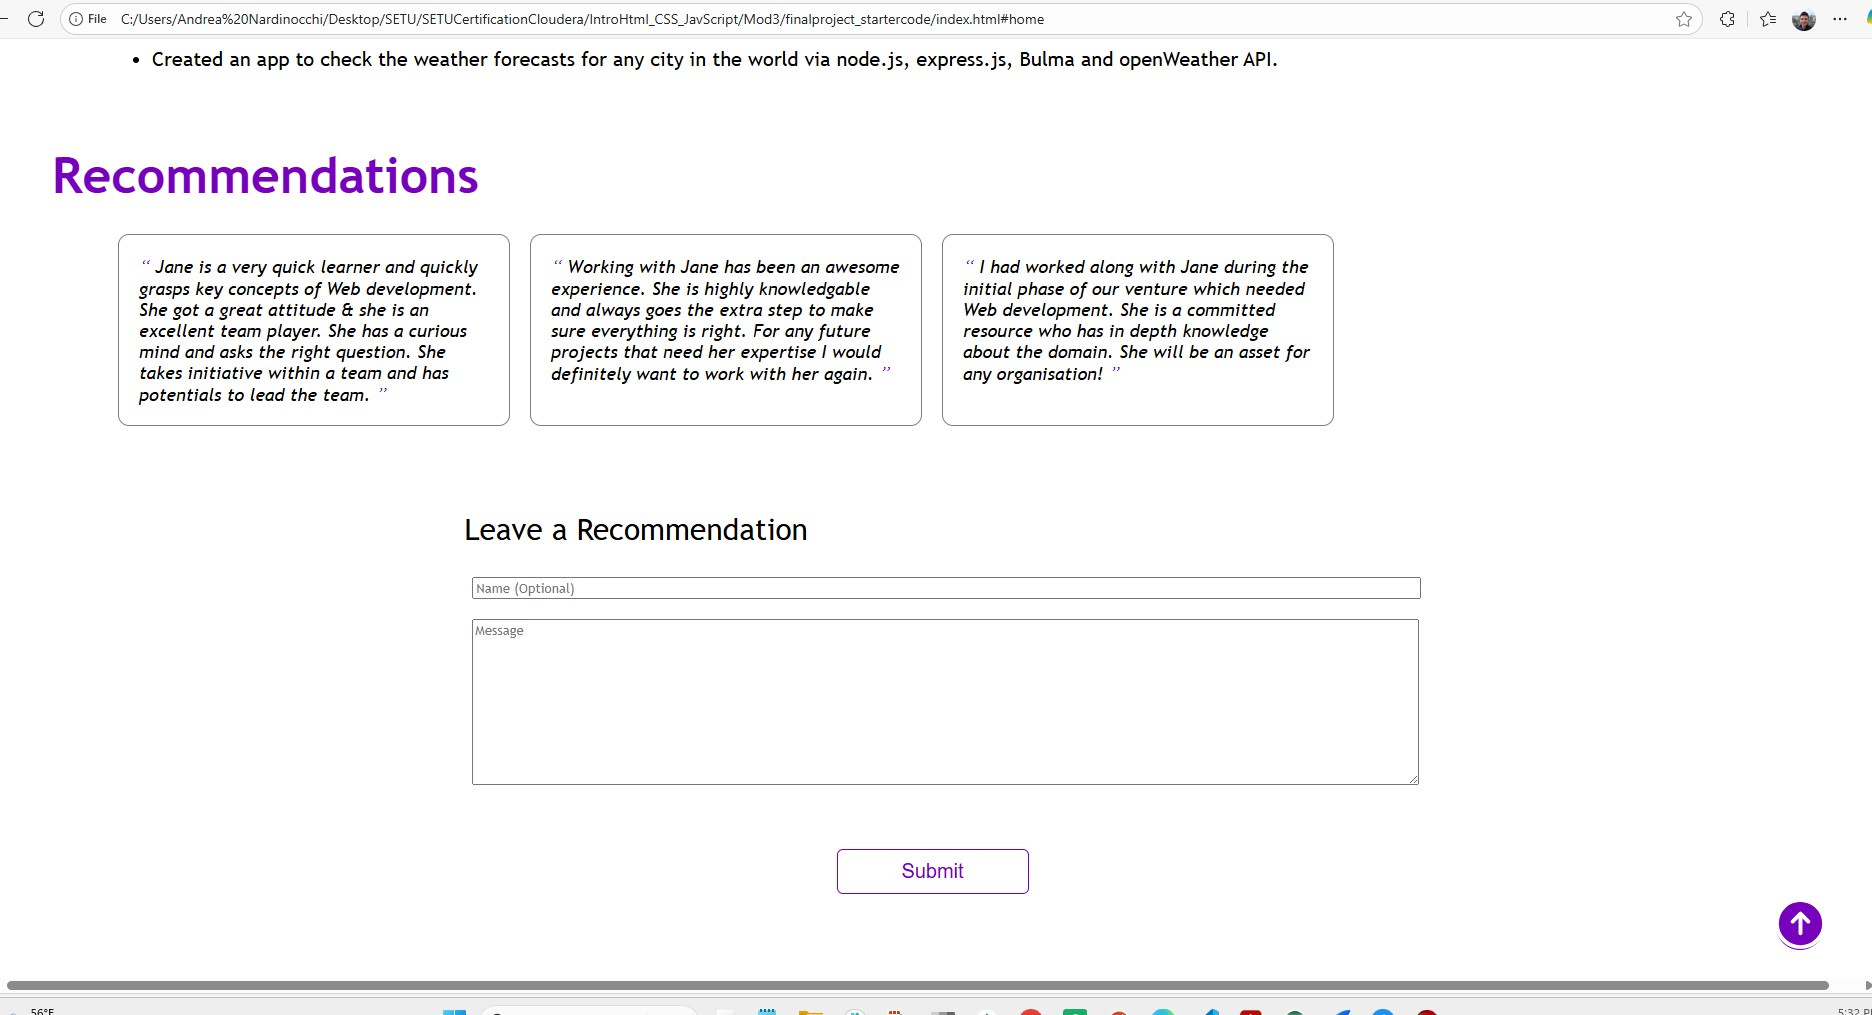 File C:/Users/Andrea%20Nardinocchi/Desktop/SETU/SETUCertificationCloudera/IntroHtml_CSS_JavScript/Mod3/finalproject_startercode/index.html#home
• Created an app to check the weather forecasts for any city in the world via node.js, express.js, Bulma and openWeather API.
Recommendations
“ Jane is a very quick learner and quickly
grasps key concepts of Web development.
She got a great attitude & she is an
excellent team player. She has a curious
mind and asks the right question. She
takes initiative within a team and has
potentials to lead the team. ”
“ Working with Jane has been an awesome
experience. She is highly knowledgable
and always goes the extra step to make
sure everything is right. For any future
projects that need her expertise I would
definitely want to work with her again. ”
“ I had worked along with Jane during the
initial phase of our venture which needed
Web development. She is a committed
resource who has in depth knowledge
about the domain. She will be an asset for
any organisation! ”
Leave a Recommendation
Name (Optional)
Message
Submit
56°F
5:32 P